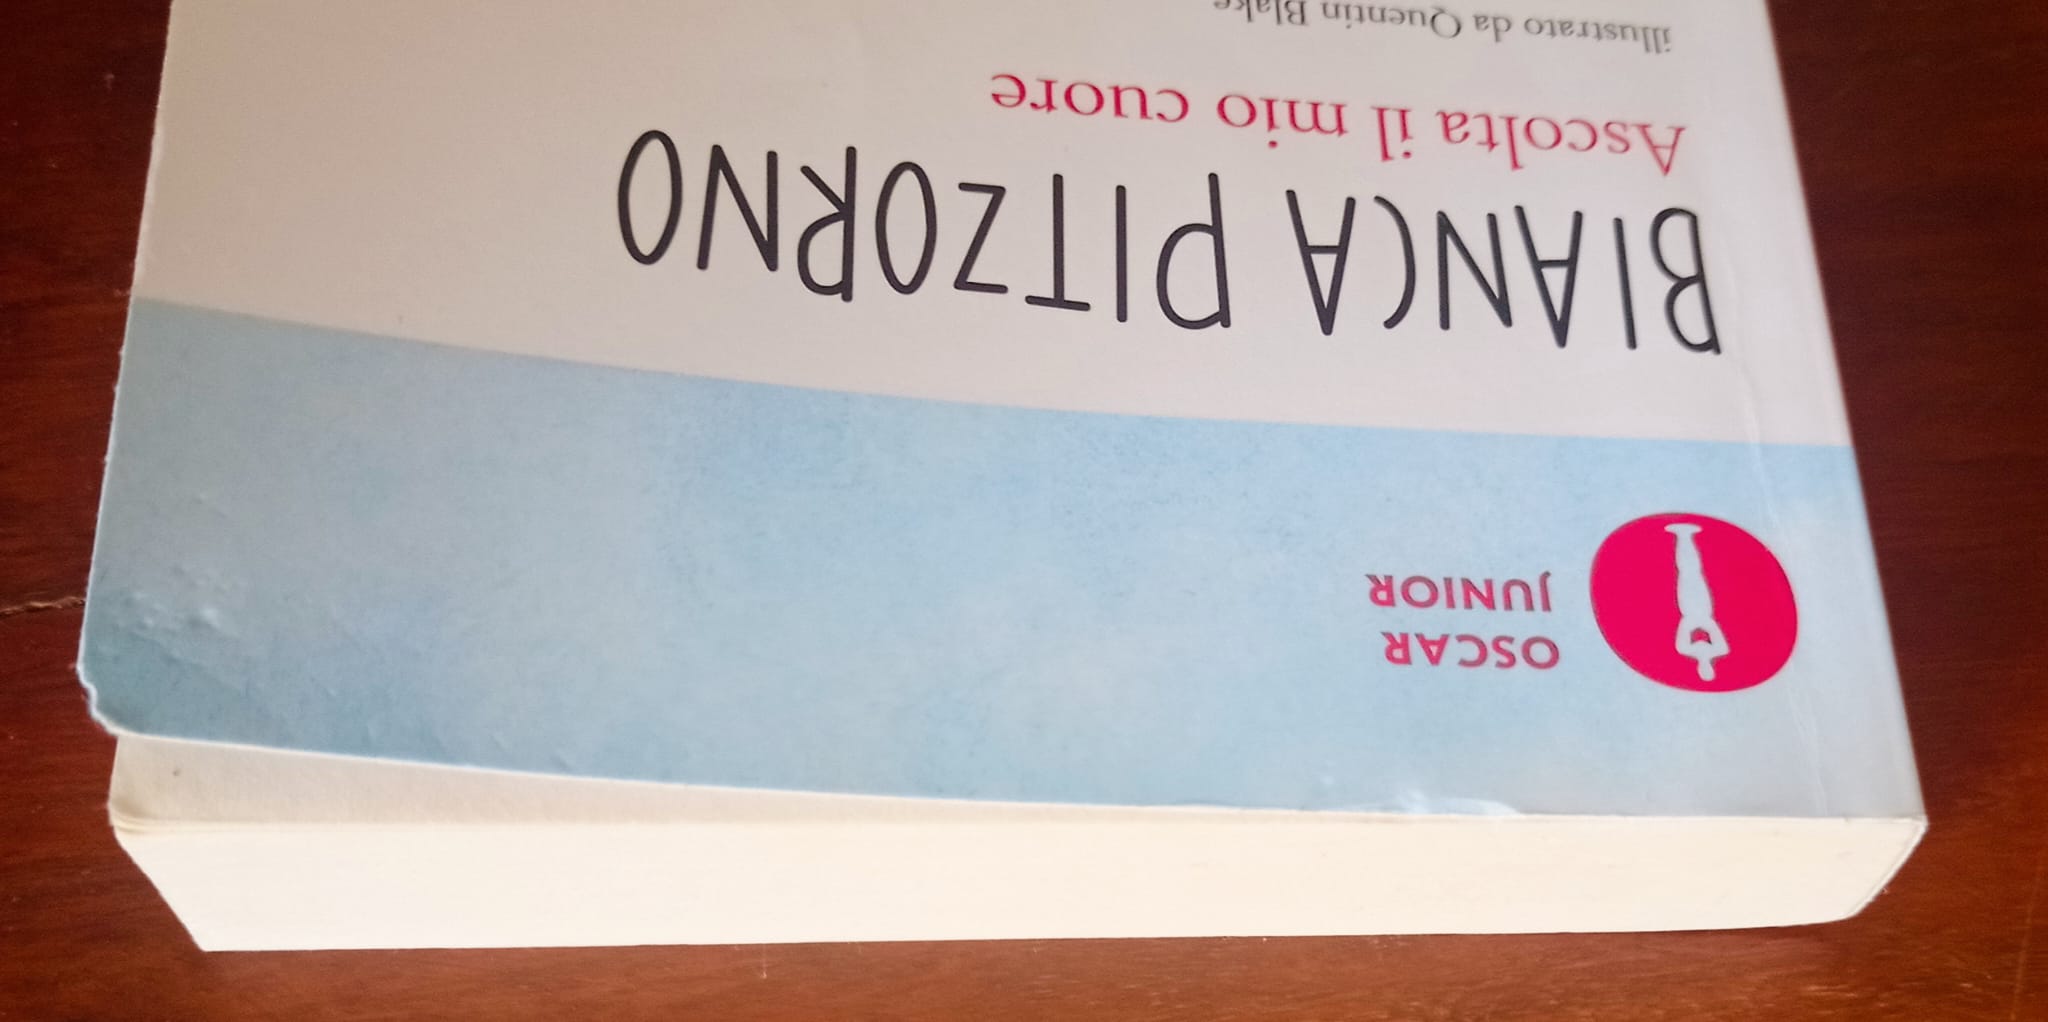 OSCAR
JUNIOR
BIANCA PITZORNO
Ascolta il mio cuore
illustrato da Quentin Blake